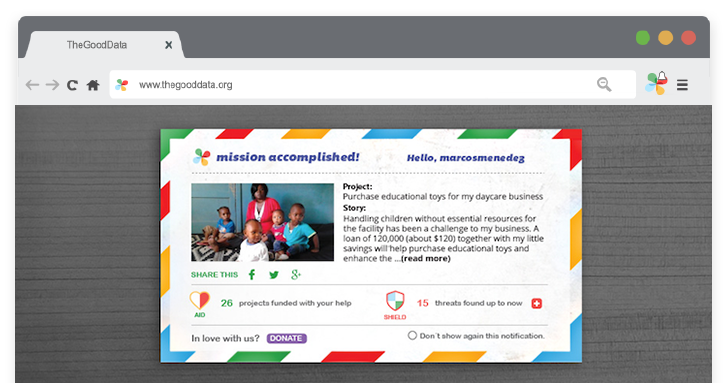 TheGoodData X
www.thegooddata.org
mission accomplished! Hello, marcosmenedez
Project:
Purchase educational toys for my daycare business
Story:
Handling children without essential resources for
the facility has been a challenge to my business. A
loan of 120,000 (about $120) together with my little
savings will help purchase educational toys and
enhance the ...(read more)
SHARE THIS f g+
26 projects funded with your help 15 threats found up to now
AID SHIELD
In love with us? DONATE Don´t show again this notification.